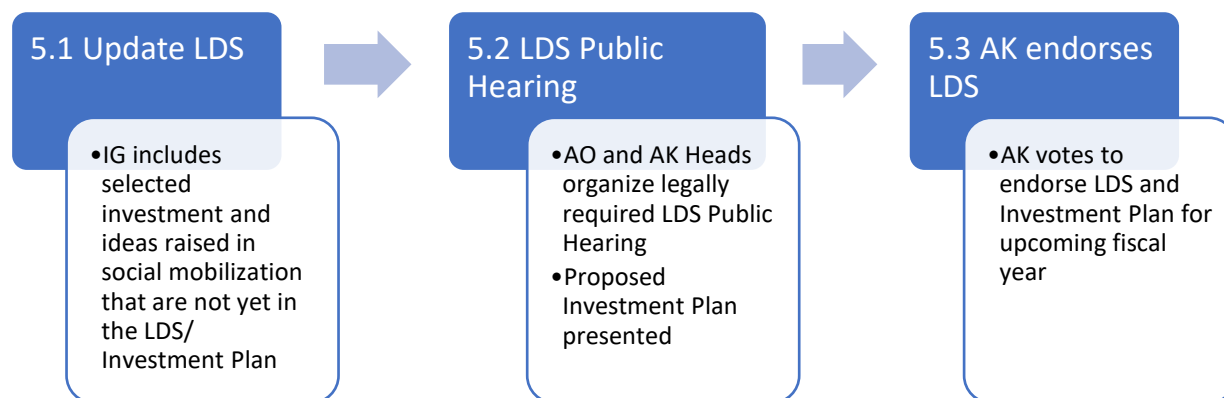 5.1 Update LDS
•IG includes
selected
investment and
ideas raised in
social mobilization
that are not yet in
the LDS/
Investment Plan
5.2 LDS Public
Hearing
•AO and AK Heads
organize legally
required LDS Public
Hearing
•Proposed
Investment Plan
presented
5.3 AK endorses
LDS
•AK votes to
endorse LDS and
Investment Plan for
upcoming fiscal
year